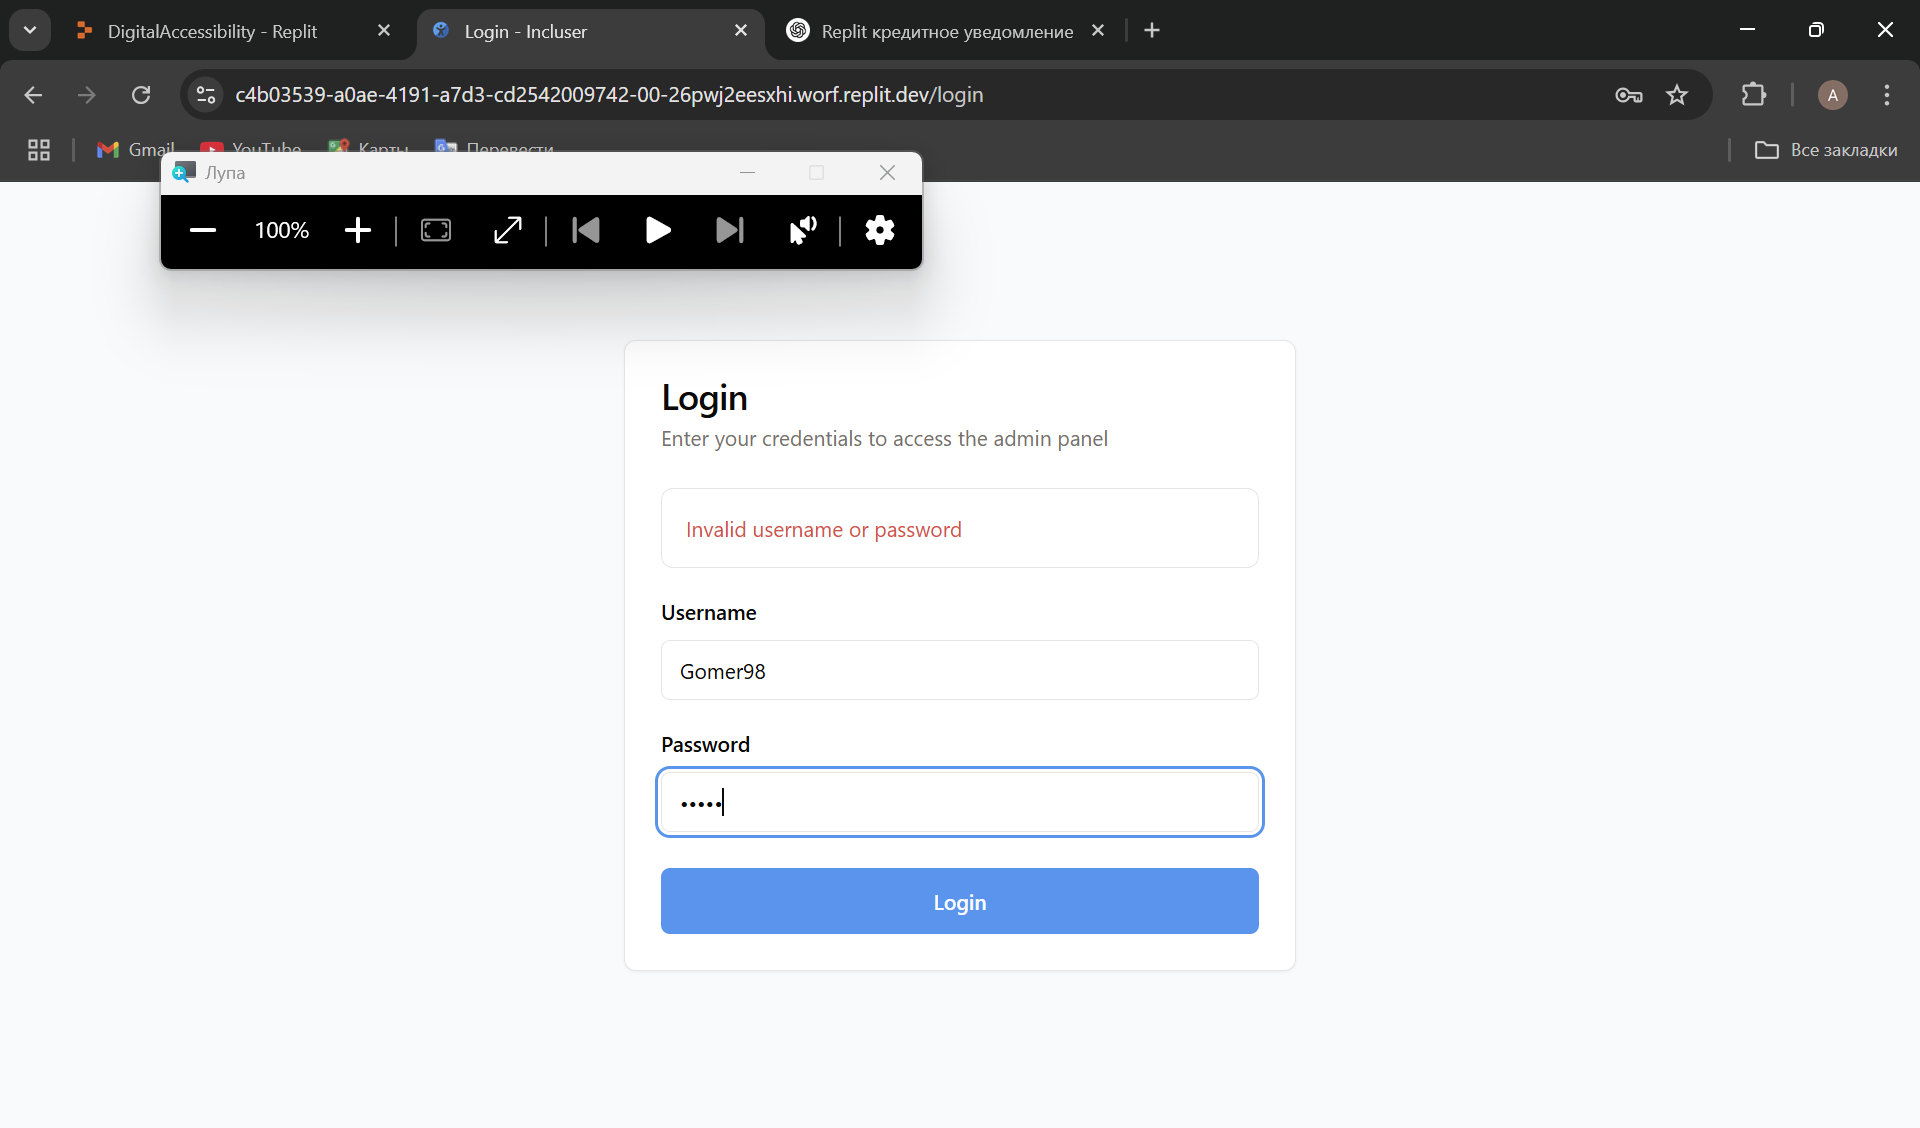 DigitalAccessibility - Replit
Login - Incluser
Replit кредитное уведомление
c4b03539-a0ae-4191-a7d3-cd2542009742-00-26pwj2eesxhi.worf.replit.dev/login
A
Gmail
YouTube
Карты
Перевести
Все закладки
Лупа
100%
Login
Enter your credentials to access the admin panel
Invalid username or password
Username
Gomer98
Password
•••••
Login